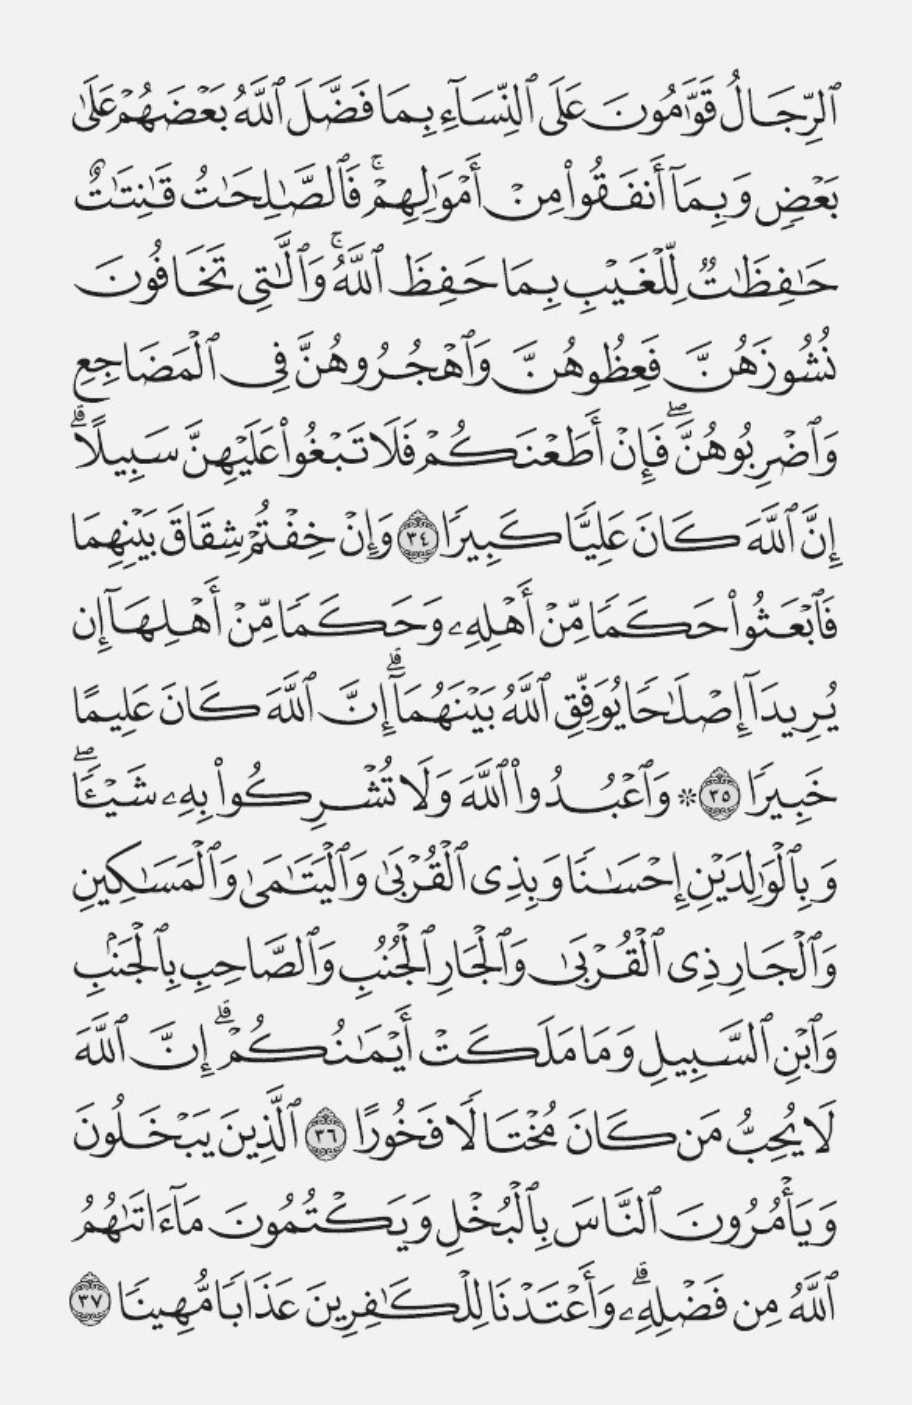 ٱلرِّجَالُ قَوَّٰمُونَ عَلَى ٱلنِّسَآءِ بِمَا فَضَّلَ ٱللَّهُ بَعۡضَهُمۡ عَلَىٰ
بَعۡضٖ وَبِمَآ أَنفَقُواْ مِنۡ أَمۡوَٰلِهِمۡۚ فَٱلصَّٰلِحَٰتُ قَٰنِتَٰتٌ
حَٰفِظَٰتٞ لِّلۡغَيۡبِ بِمَا حَفِظَ ٱللَّهُۚ وَٱلَّٰتِي تَخَافُونَ
نُشُوزَهُنَّ فَعِظُوهُنَّ وَٱهۡجُرُوهُنَّ فِي ٱلۡمَضَاجِعِ
وَٱضۡرِبُوهُنَّۖ فَإِنۡ أَطَعۡنَكُمۡ فَلَا تَبۡغُواْ عَلَيۡهِنَّ سَبِيلًاۗ
إِنَّ ٱللَّهَ كَانَ عَلِيّٗا كَبِيرٗا ٣٤ وَإِنۡ خِفۡتُمۡ شِقَاقَ بَيۡنِهِمَا
فَٱبۡعَثُواْ حَكَمٗا مِّنۡ أَهۡلِهِۦ وَحَكَمٗا مِّنۡ أَهۡلِهَآ إِن
يُرِيدَآ إِصۡلَٰحٗا يُوَفِّقِ ٱللَّهُ بَيۡنَهُمَآۗ إِنَّ ٱللَّهَ كَانَ عَلِيمًا
خَبِيرٗا ٣٥ ۞ وَٱعۡبُدُواْ ٱللَّهَ وَلَا تُشۡرِكُواْ بِهِۦ شَيۡـٔٗاۖ
وَبِٱلۡوَٰلِدَيۡنِ إِحۡسَٰنٗا وَبِذِي ٱلۡقُرۡبَىٰ وَٱلۡيَتَٰمَىٰ وَٱلۡمَسَٰكِينِ
وَٱلۡجَارِ ذِي ٱلۡقُرۡبَىٰ وَٱلۡجَارِ ٱلۡجُنُبِ وَٱلصَّاحِبِ بِٱلۡجَنۢبِ
وَٱبۡنِ ٱلسَّبِيلِ وَمَا مَلَكَتۡ أَيۡمَٰنُكُمۡۗ إِنَّ ٱللَّهَ
لَا يُحِبُّ مَن كَانَ مُخۡتَالٗا فَخُورًا ٣٦ ٱلَّذِينَ يَبۡخَلُونَ
وَيَأۡمُرُونَ ٱلنَّاسَ بِٱلۡبُخۡلِ وَيَكۡتُمُونَ مَآ ءَاتَىٰهُمُ
ٱللَّهُ مِن فَضۡلِهِۦۗ وَأَعۡتَدۡنَا لِلۡكَٰفِرِينَ عَذَابٗا مُّهِينٗا ٣٧